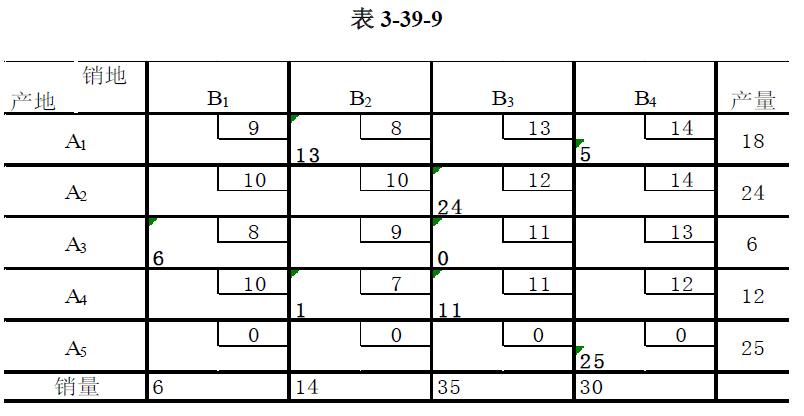 表 3-39-9
销地
产地 B1 B2 B3 B4 产量
9 8 13 14
A1 13 5 18
10 10 12 14
A2 24 24
8 9 11 13
A3 6 0 6
10 7 11 12
A4 1 11 12
0 0 0 0
A5 25 25
销量 6 14 35 30